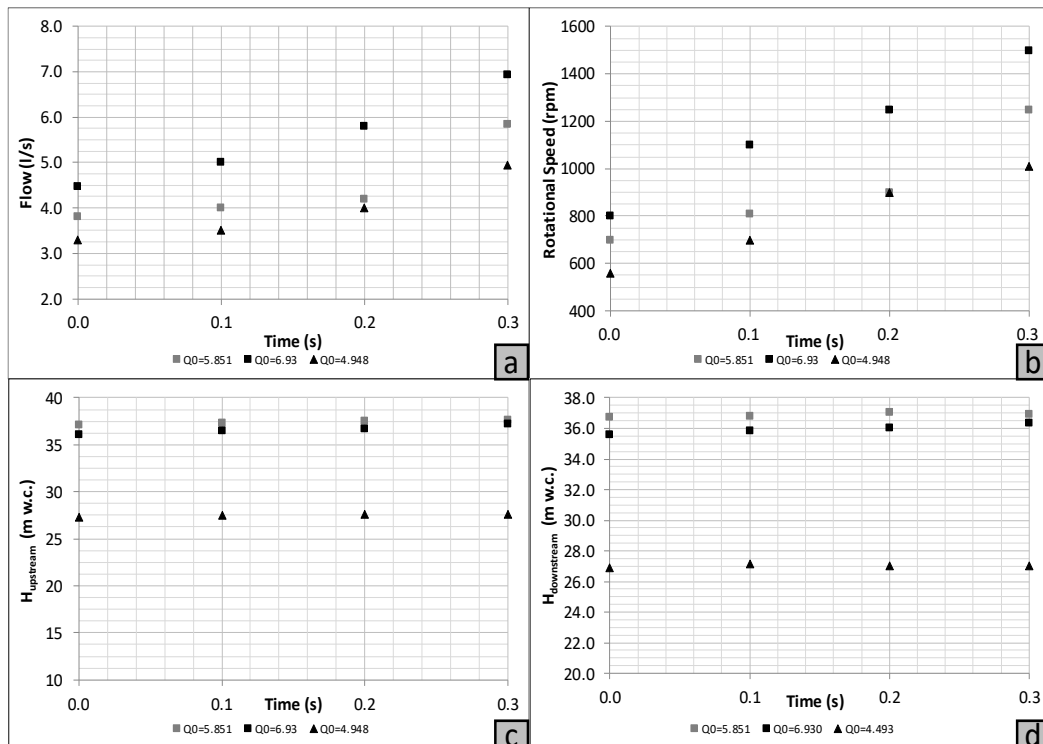 8.0
7.0
6.0
5.0
4.0
3.0
2.0
Flow (l/s)
0.0 0.1 0.2 0.3
Time (s)
Q0=5.851 Q0=6.93 Q0=4.948
a
1600
1400
1200
1000
800
600
400
Rotational Speed (rpm)
0.0 0.1 0.2 0.3
Time (s)
Q0=5.851 Q0=6.93 Q0=4.948
b
40
35
30
25
20
15
10
Hupstream (m w.c.)
0.0 0.1 0.2 0.3
Time (s)
Q0=5.851 Q0=6.93 Q0=4.948
c
38.0
36.0
34.0
32.0
30.0
28.0
26.0
24.0
22.0
20.0
Hdownstream (m w.c.)
0.0 0.1 0.2 0.3
Time (s)
Q0=5.851 Q0=6.930 Q0=4.493
d